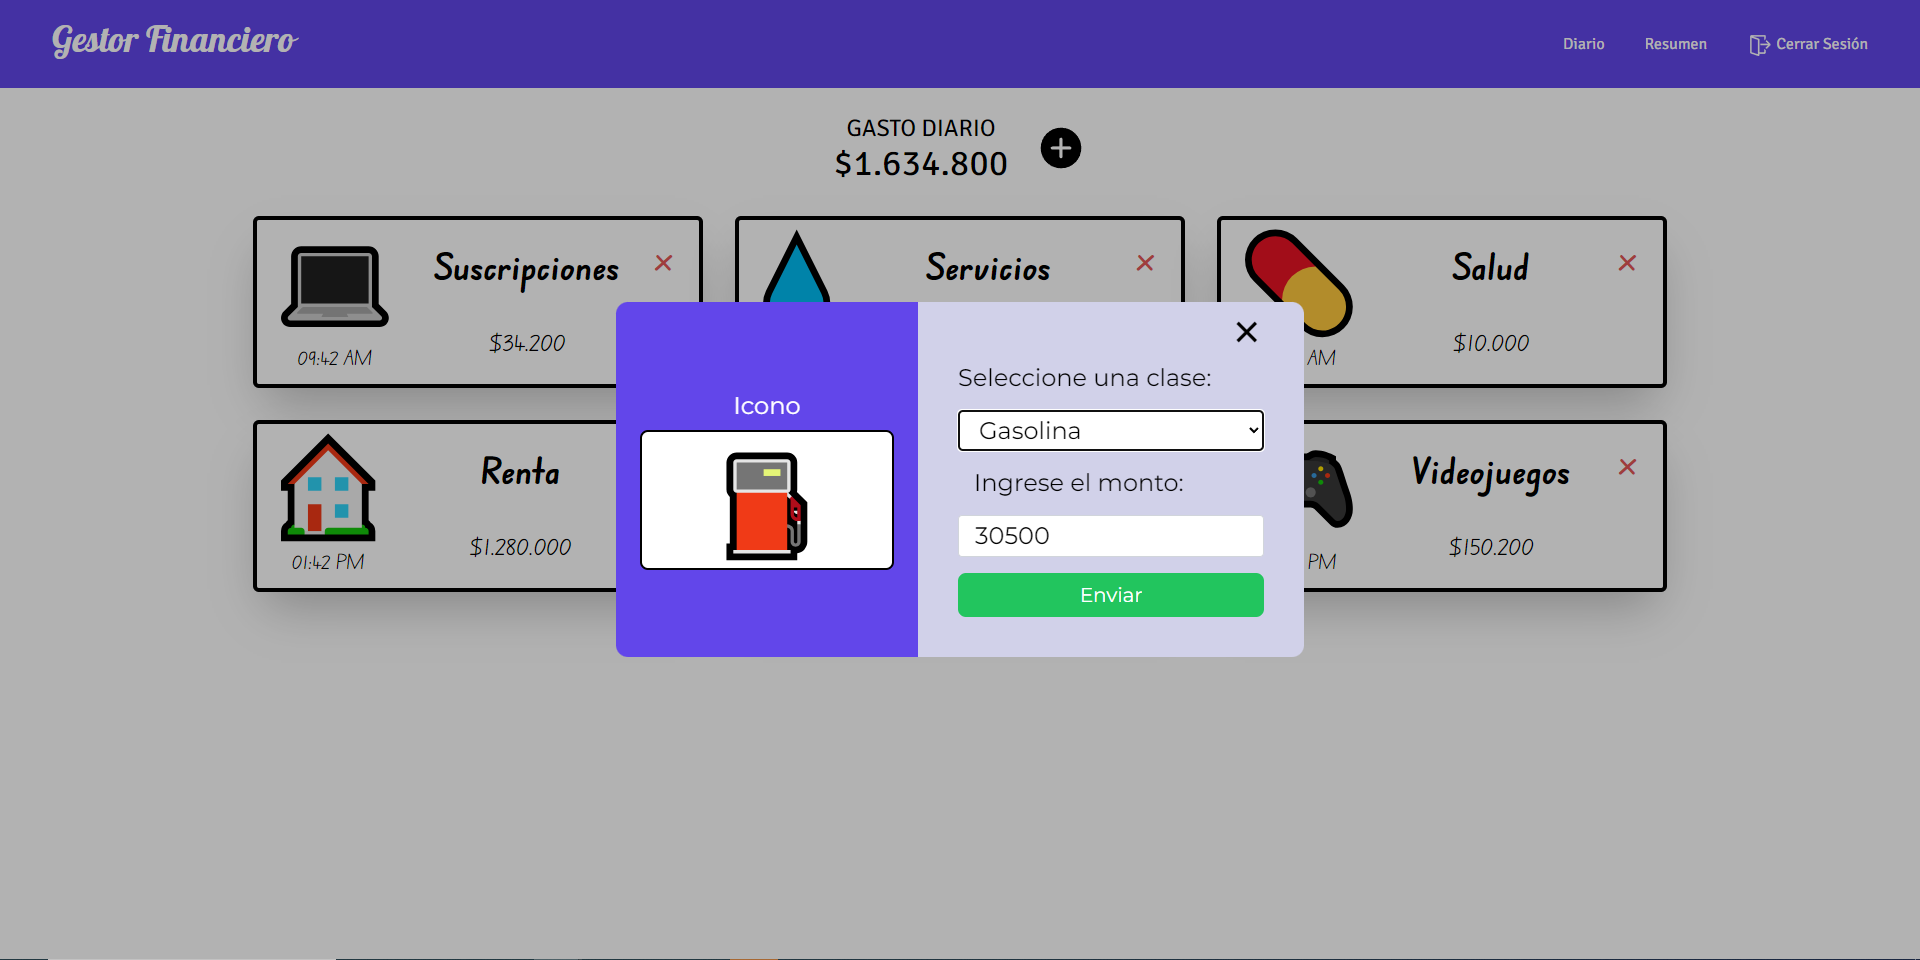 Gestor Financiero
Diario
Resumen
Cerrar Sesión
GASTO DIARIO
$1.634.800
Suscripciones
$34.200
09:42 AM
Servicios
Salud
$10.000
AM
Renta
$1.280.000
01:42 PM
Videojuegos
$150.200
PM
Icono
Seleccione una clase:
Gasolina
Ingrese el monto:
30500
Enviar